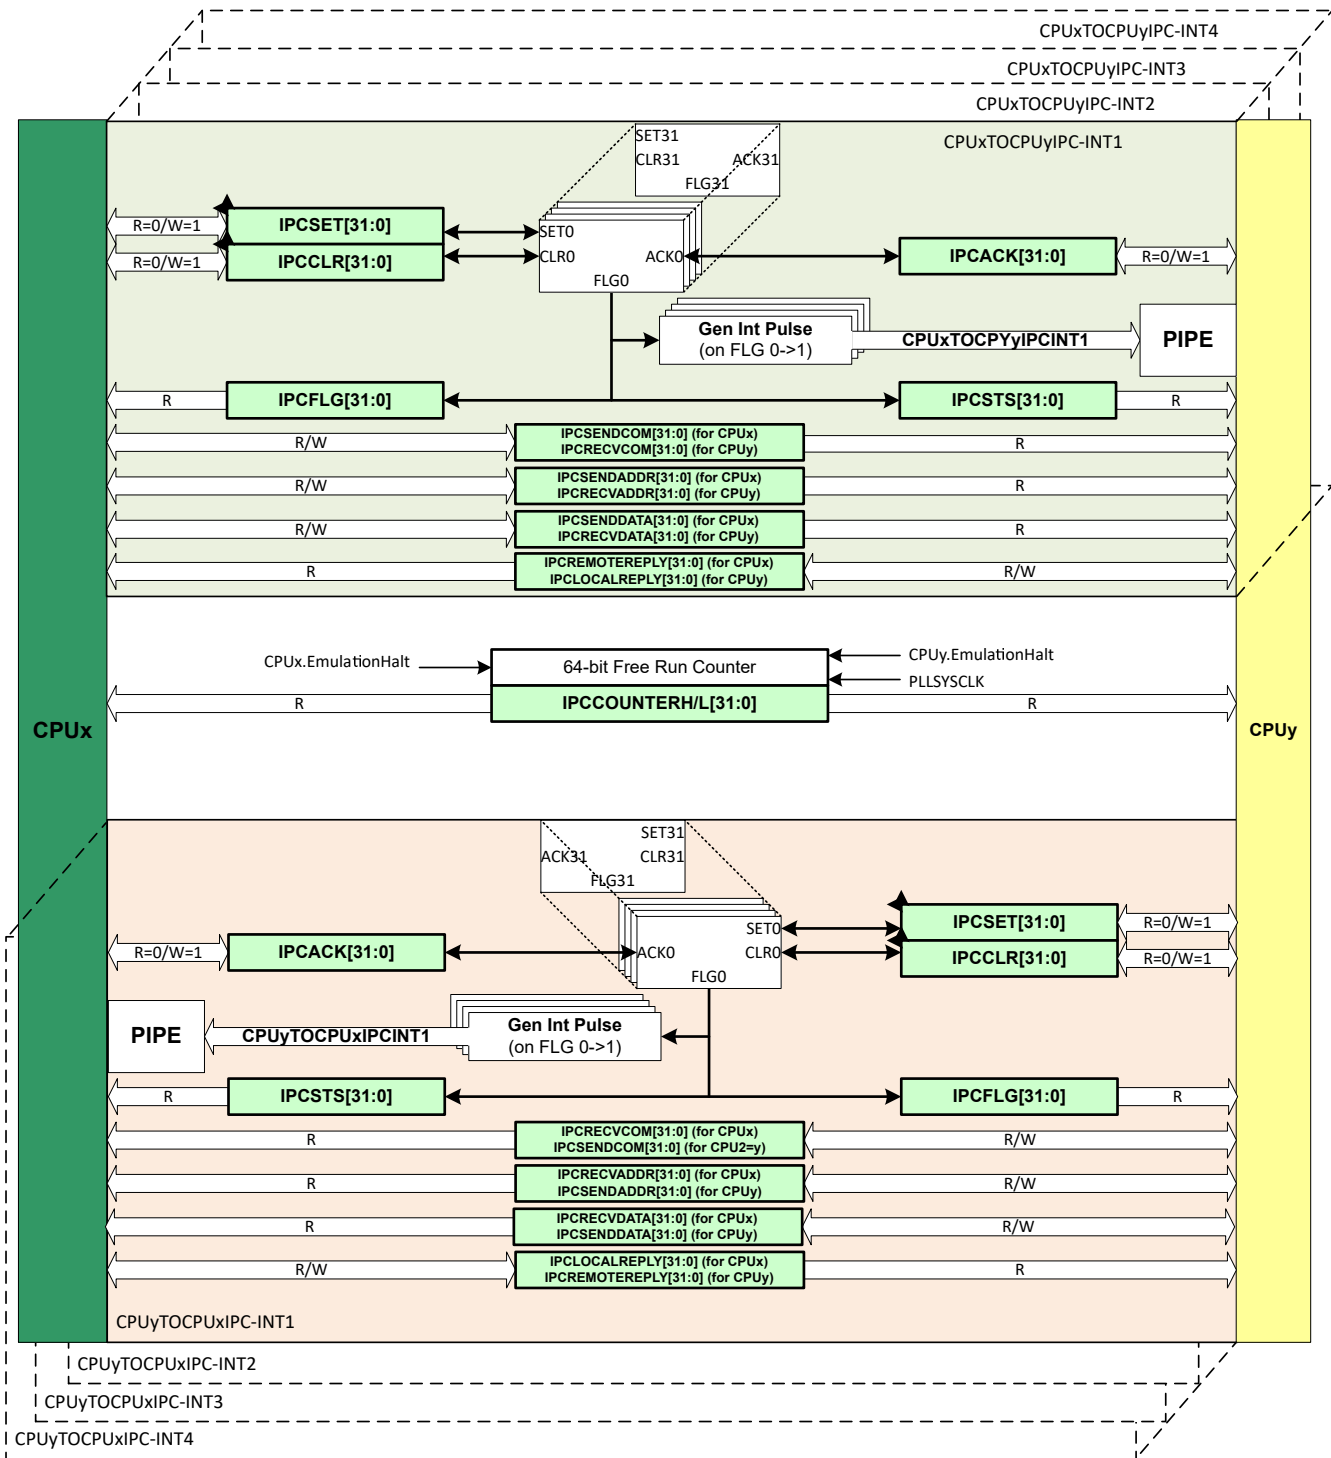 CPUxTOCPUyIPC-INT4
CPUxTOCPUyIPC-INT3
CPUxTOCPUyIPC-INT2
CPUxTOCPUyIPC-INT1
SET31
CLR31 ACK31
FLG31
R=0/W=1 IPCSET[31:0] SET0
R=0/W=1 IPCCLR[31:0] CLR0 ACK0 IPCACK[31:0] R=0/W=1
FLG0
Gen Int Pulse
(on FLG 0->1)
CPUxTOCPYyIPCINT1 PIPE
R IPCFLG[31:0] IPCSTS[31:0] R
R/W IPCSENDCOM[31:0] (for CPUx) R
IPCRECVCOM[31:0] (for CPUy)
R/W IPCSENDADDR[31:0] (for CPUx) R
IPCRECVADDR[31:0] (for CPUy)
R/W IPCSENDDATA[31:0] (for CPUx) R
IPCRECVDATA[31:0] (for CPUy)
R IPCREMOTEREPLY[31:0] (for CPUx) R/W
IPCLOCALREPLY[31:0] (for CPUy)
CPUx.EmulationHalt 64-bit Free Run Counter CPUy.EmulationHalt
PLLSYSCLK
R IPCCOUNTERH/L[31:0] R
CPUx CPUy
SET31
ACK31 CLR31
FLG31
SET0 IPCSET[31:0] R=0/W=1
R=0/W=1 IPCACK[31:0] ACK0 CLR0 IPCCLR[31:0] R=0/W=1
FLG0
PIPE CPUyTOCPUxIPCINT1
Gen Int Pulse
(on FLG 0->1)
R IPCSTS[31:0] IPCFLG[31:0] R
R IPCRECVCOM[31:0] (for CPUx) R/W
IPCSENDCOM[31:0] (for CPU2=y)
R IPCRECVADDR[31:0] (for CPUx) R/W
IPCSENDADDR[31:0] (for CPUy)
R IPCRECVDATA[31:0] (for CPUx) R/W
IPCSENDDATA[31:0] (for CPUy)
R/W IPCLOCALREPLY[31:0] (for CPUx) R
IPCREMOTEREPLY[31:0] (for CPUy)
CPUyTOCPUxIPC-INT1
CPUyTOCPUxIPC-INT2
CPUyTOCPUxIPC-INT3
CPUyTOCPUxIPC-INT4